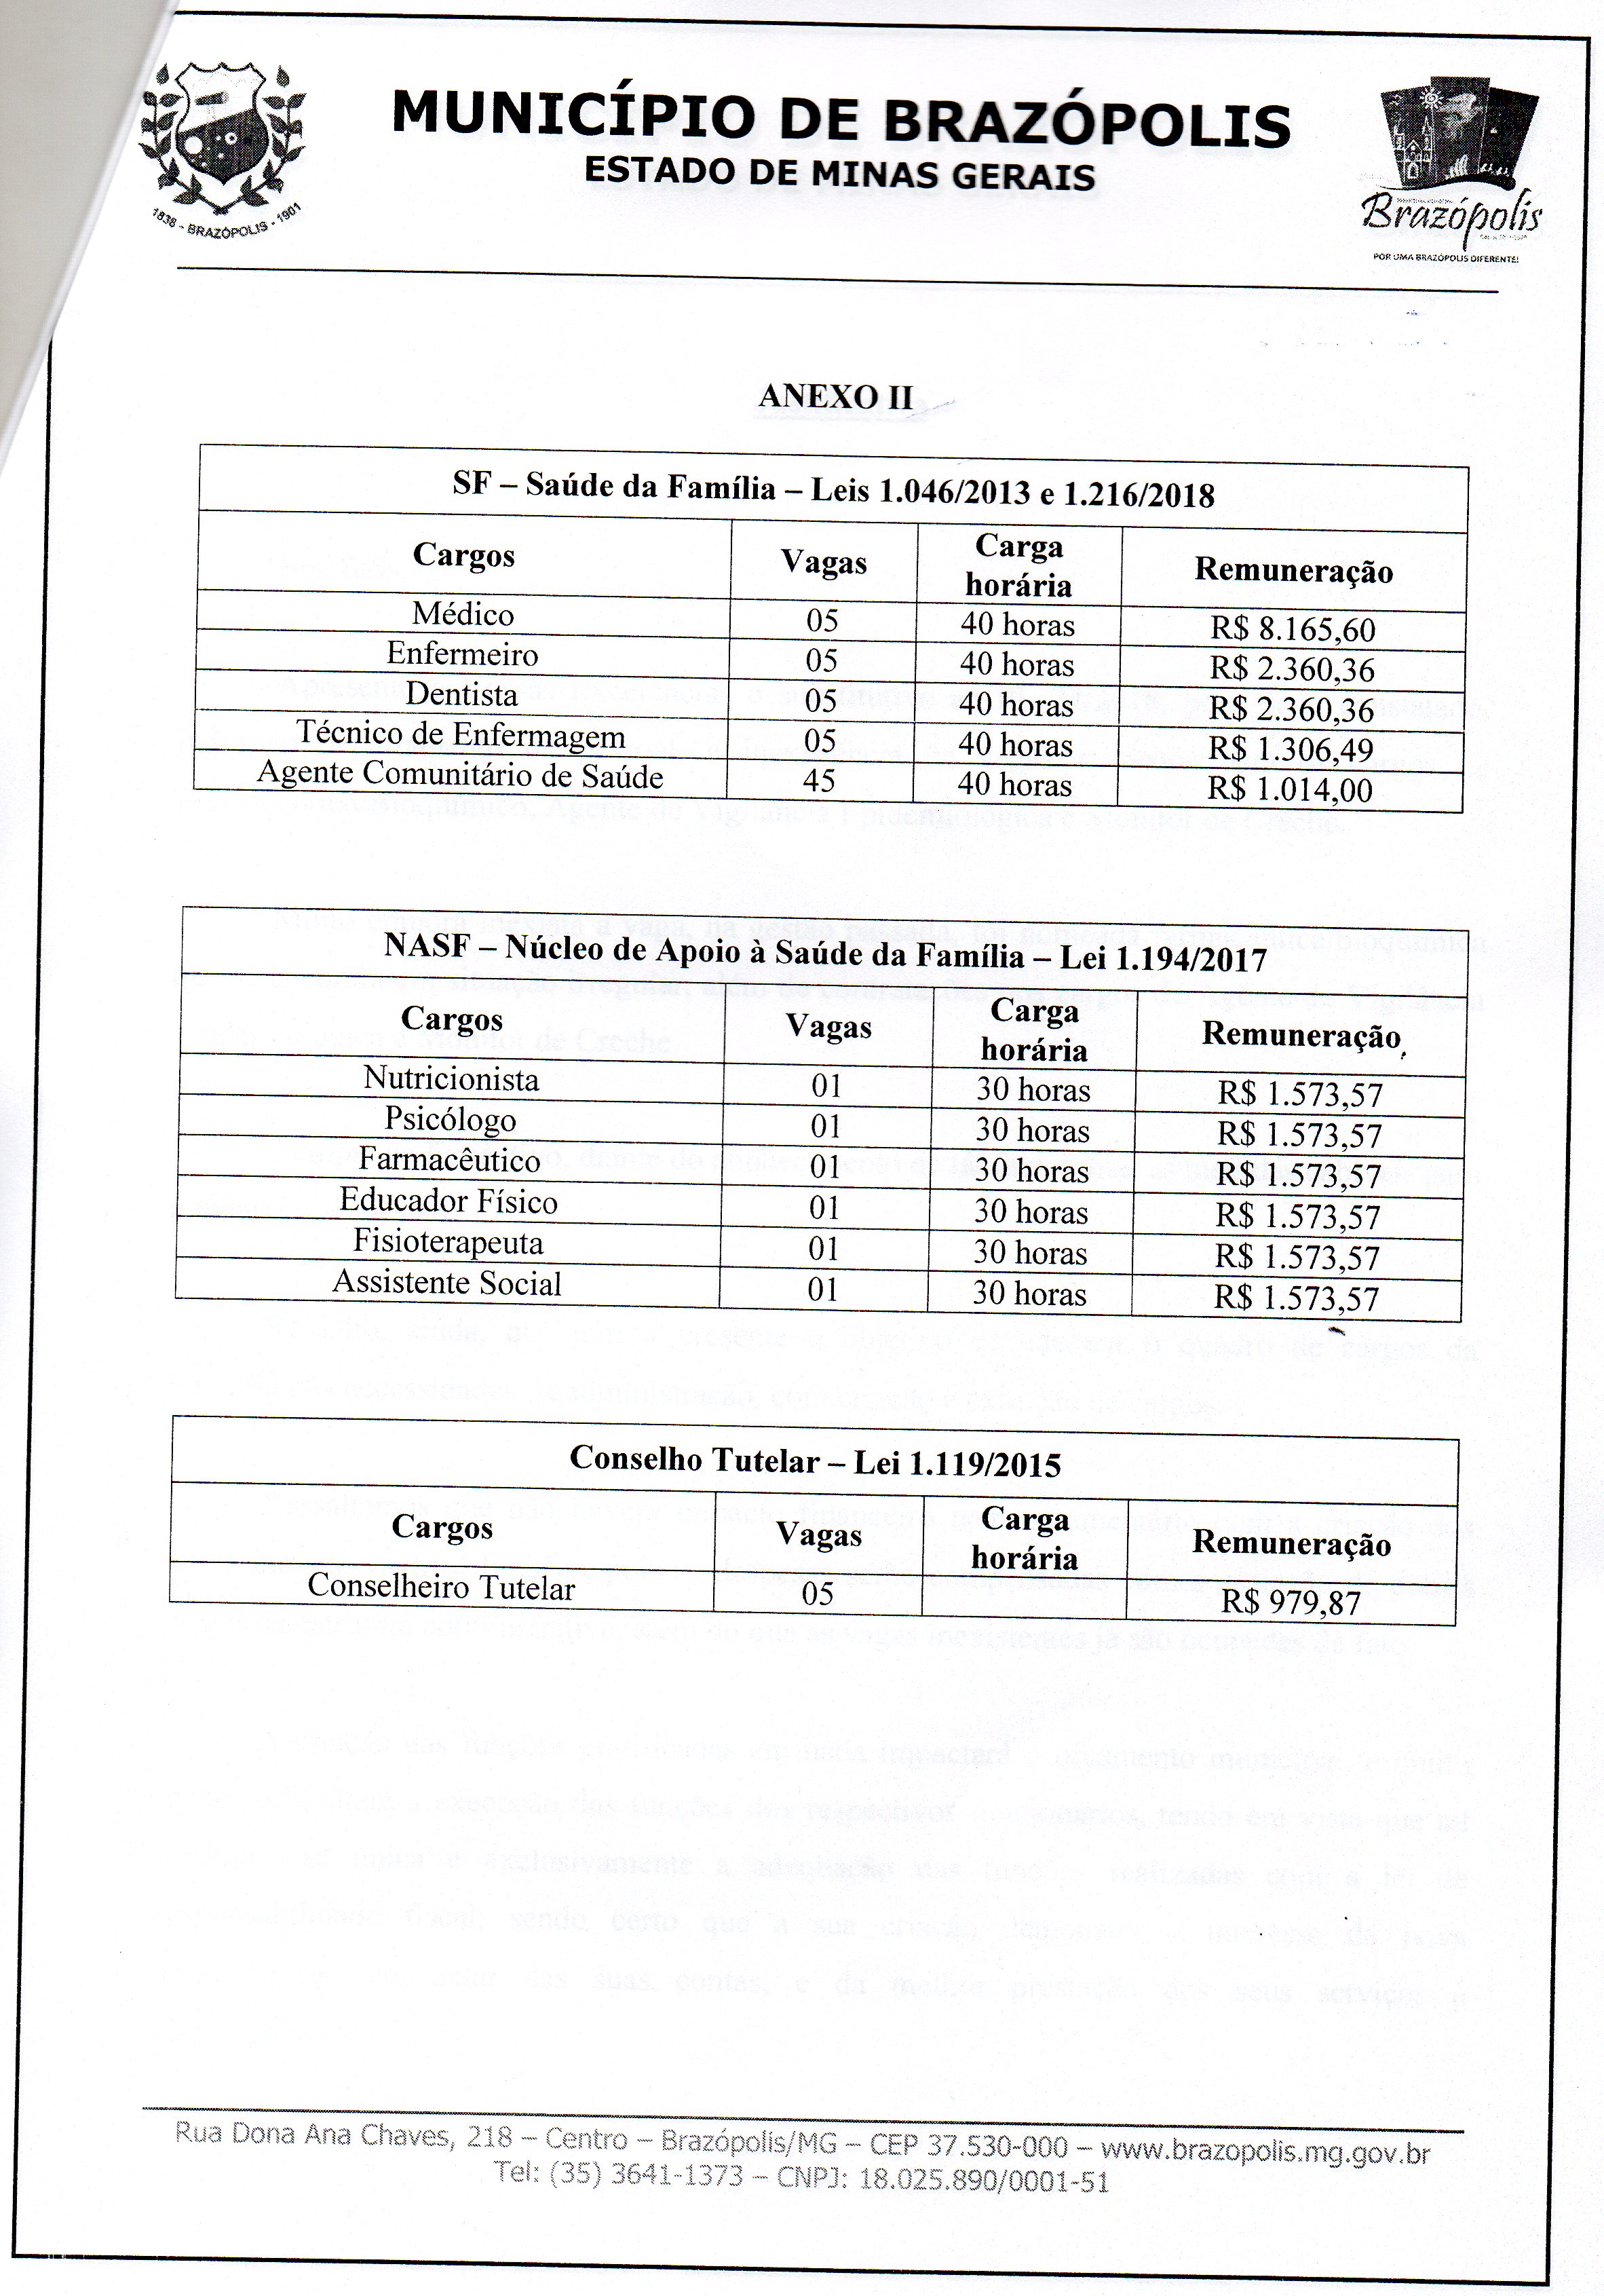 MUNICÍPIO DE BRAZÓPOLIS
ESTADO DE MINAS GERAIS
1838 - BRAZÓPOLIS - 1901
Brazópolis
POR UMA BRAZÓPOLIS DIFERENTE!
ANEXO II
SF – Saúde da Família – Leis 1.046/2013 e 1.216/2018
Cargos Vagas Carga horária Remuneração
Médico 05 40 horas R$ 8.165,60
Enfermeiro 05 40 horas R$ 2.360,36
Dentista 05 40 horas R$ 2.360,36
Técnico de Enfermagem 05 40 horas R$ 1.306,49
Agente Comunitário de Saúde 45 40 horas R$ 1.014,00
NASF – Núcleo de Apoio à Saúde da Família – Lei 1.194/2017
Cargos Vagas Carga horária Remuneração
Nutricionista 01 30 horas R$ 1.573,57
Psicólogo 01 30 horas R$ 1.573,57
Farmacêutico 01 30 horas R$ 1.573,57
Educador Físico 01 30 horas R$ 1.573,57
Fisioterapeuta 01 30 horas R$ 1.573,57
Assistente Social 01 30 horas R$ 1.573,57
Conselho Tutelar – Lei 1.119/2015
Cargos Vagas Carga horária Remuneração
Conselheiro Tutelar 05 R$ 979,87
Rua Dona Ana Chaves, 218 – Centro – Brazópolis/MG – CEP 37.530-000 – www.brazopolis.mg.gov.br
Tel: (35) 3641-1373 – CNPJ: 18.025.890/0001-51